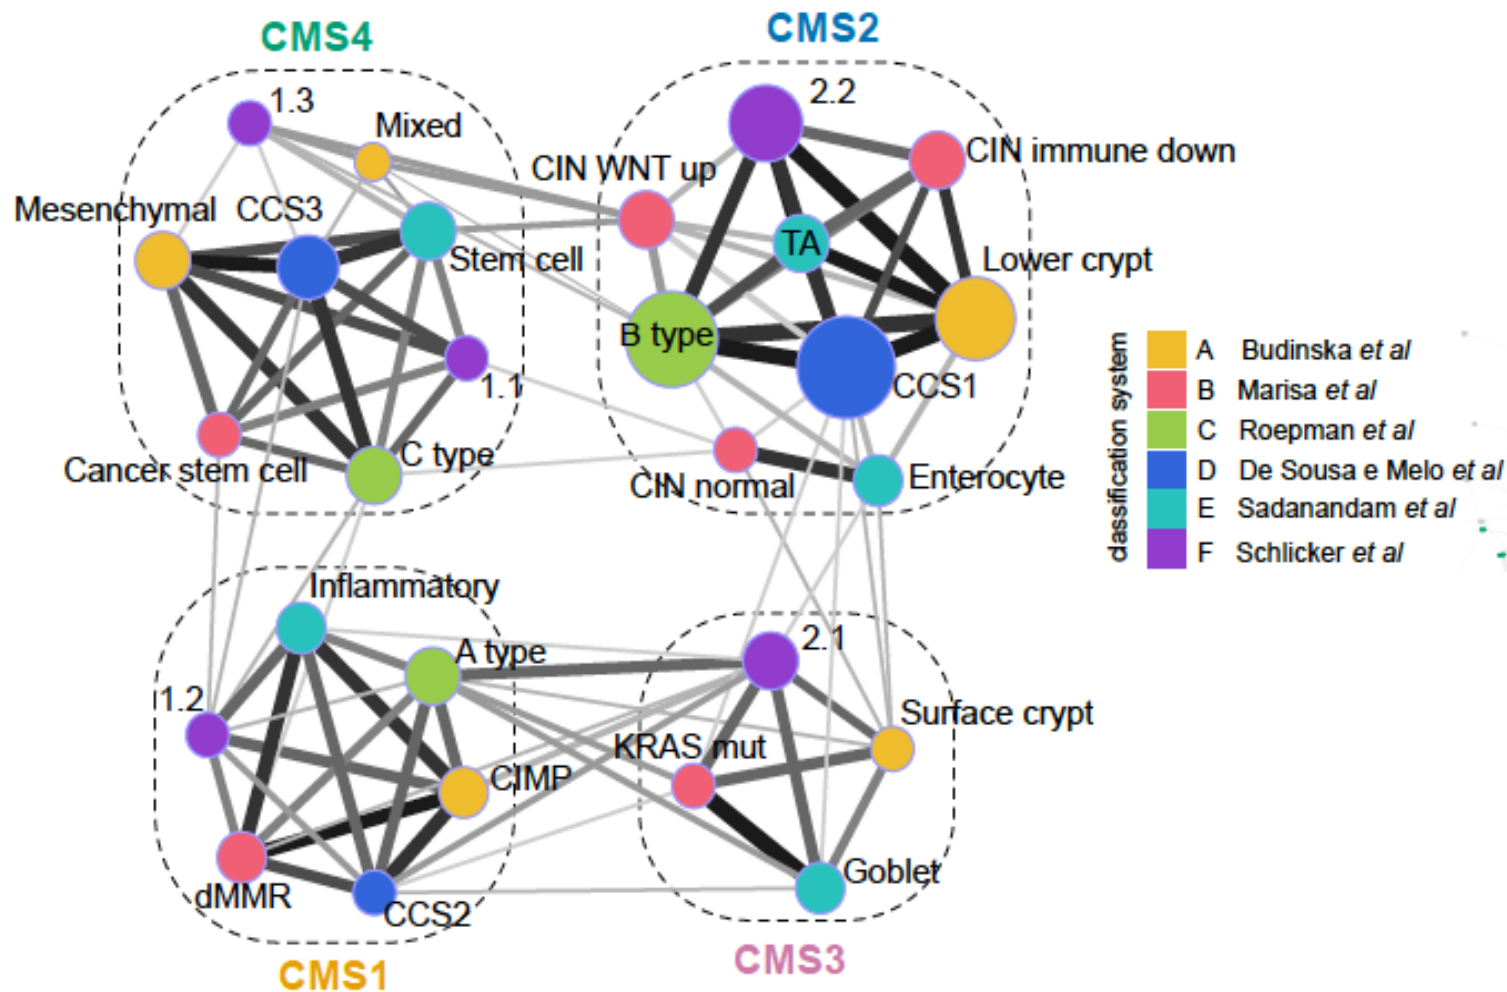 CMS4
CMS2
1.3
Mixed
2.2
CIN WNT up
CIN immune down
Mesenchymal
CCS3
TA
Stem cell
Lower crypt
B type
1.1
CCS1
Cancer stem cell
C type
CIN normal
Enterocyte
classification system
A Budinska et al
B Marisa et al
C Roepman et al
D De Sousa e Melo et al
E Sadanandam et al
F Schlicker et al
Inflammatory
A type
2.1
1.2
Surface crypt
KRAS mut
CIMP
dMMR
CCS2
Goblet
CMS1
CMS3